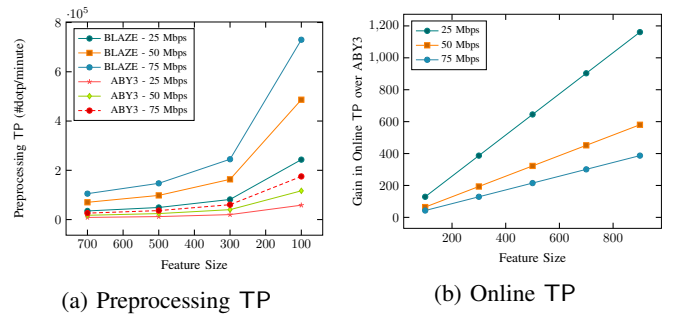 ·10^5
8
6
4
2
0
700 600 500 400 300 200 100
Preprocessing TP (#dotp/minute)
Feature Size
BLAZE - 25 Mbps
BLAZE - 50 Mbps
BLAZE - 75 Mbps
ABY3 - 25 Mbps
ABY3 - 50 Mbps
ABY3 - 75 Mbps
(a) Preprocessing TP
1,200
1,000
800
600
400
200
0
200 400 600 800
Gain in Online TP over ABY3
Feature Size
25 Mbps
50 Mbps
75 Mbps
(b) Online TP